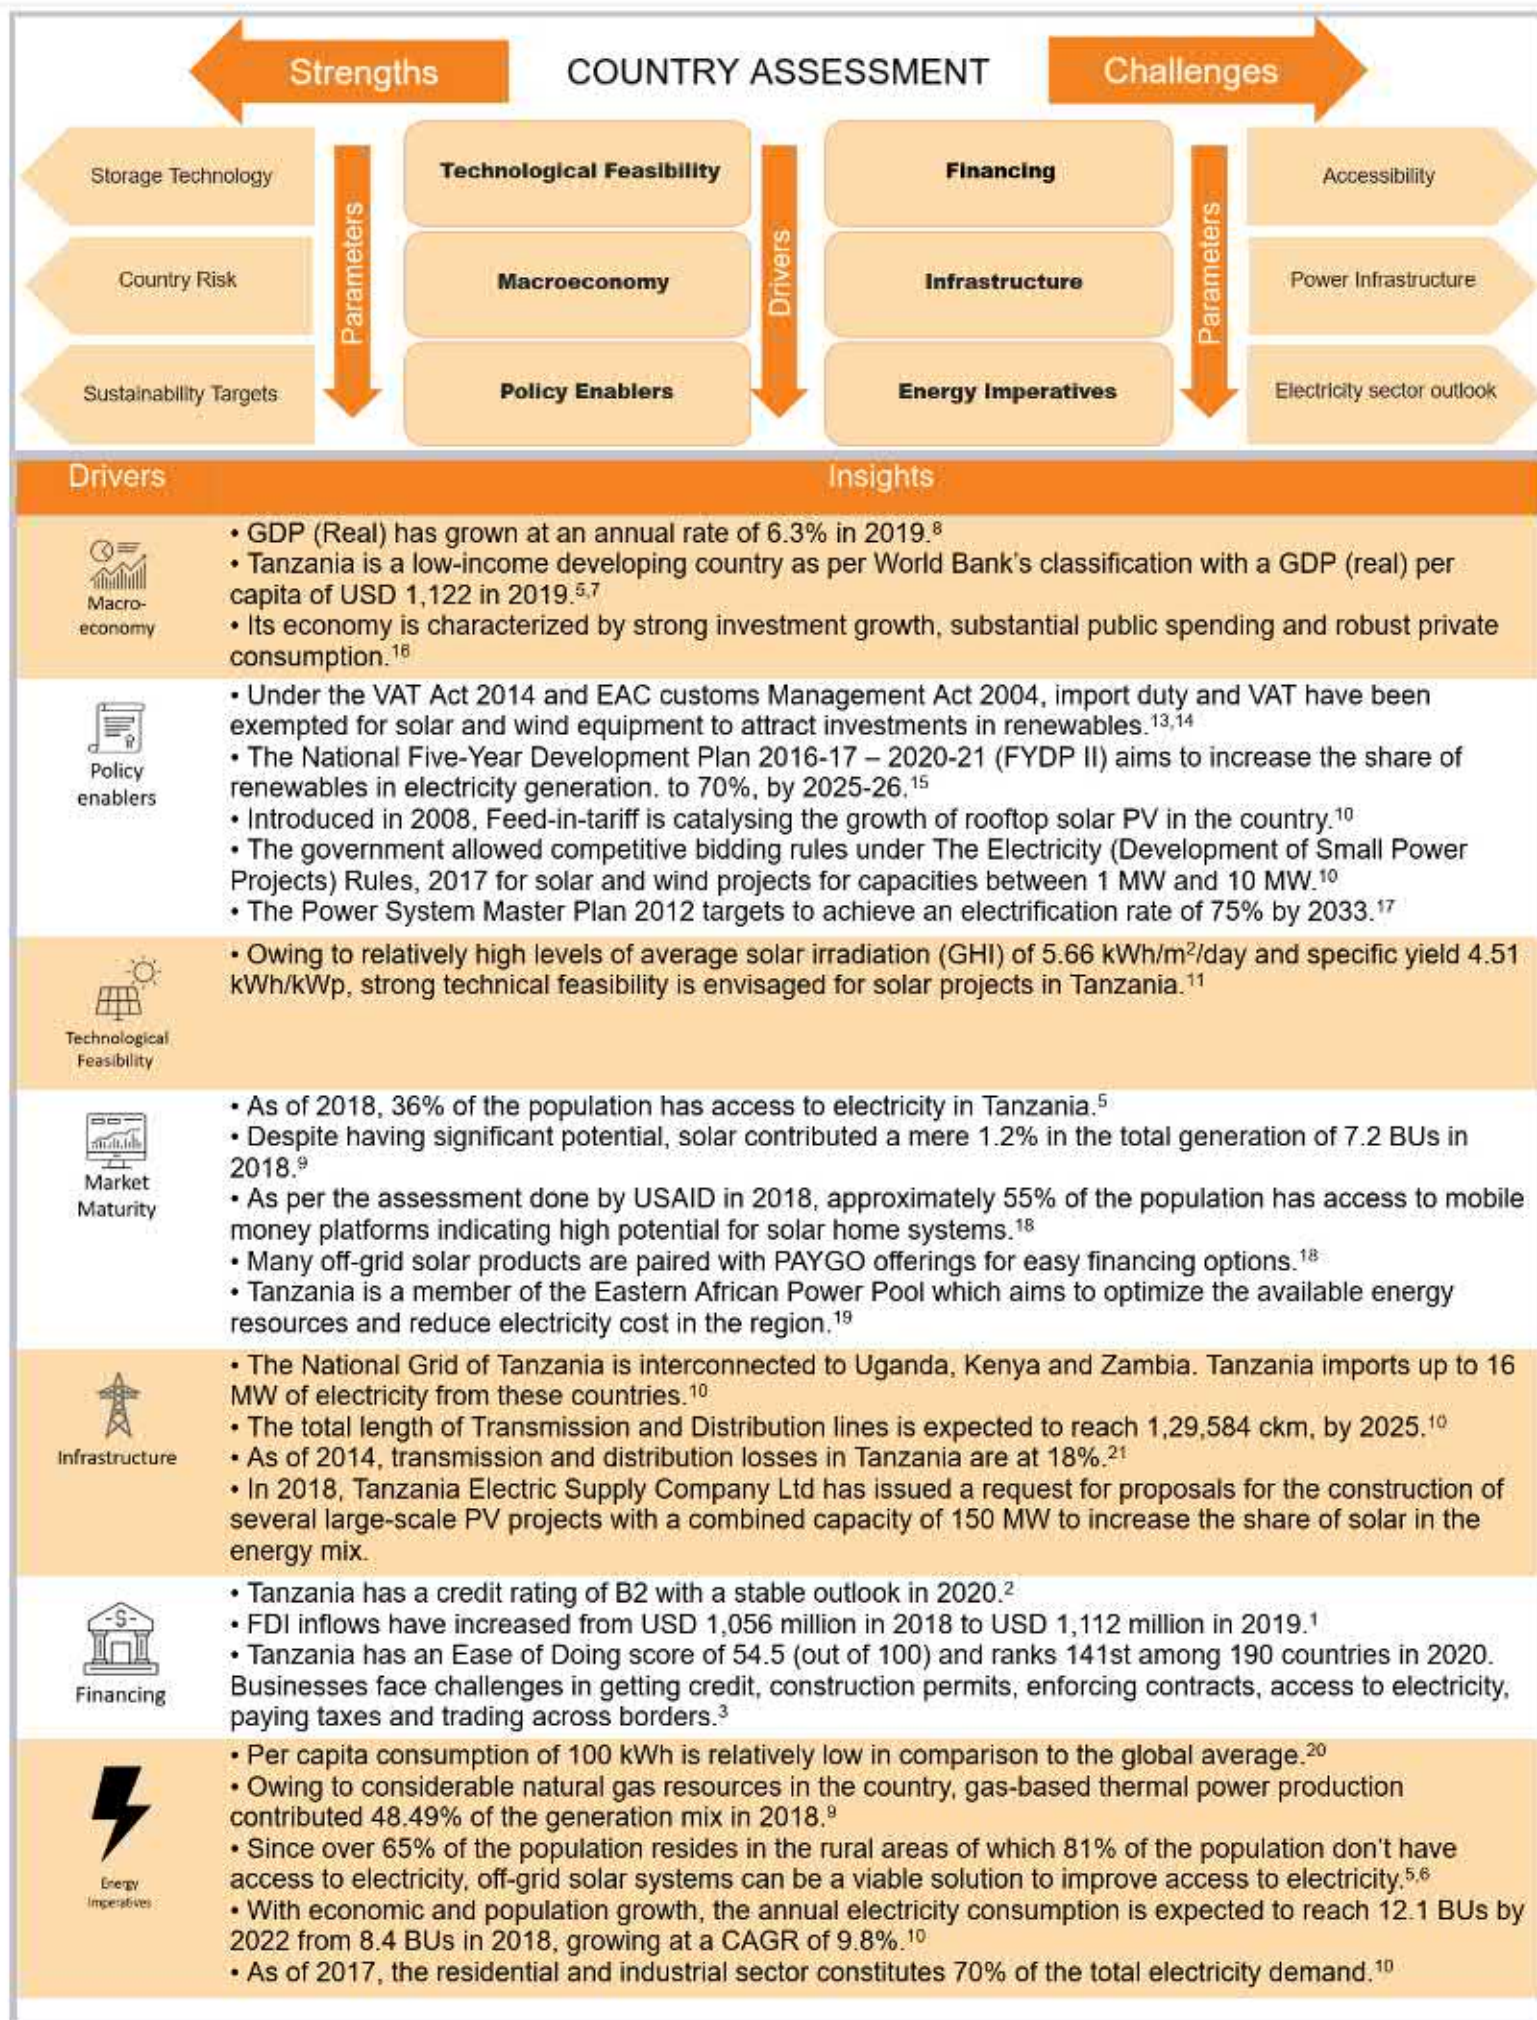 Strengths
COUNTRY ASSESSMENT
Challenges
Storage Technology
Country Risk
Sustainability Targets
Parameters
Technological Feasibility
Macroeconomy
Policy Enablers
Drivers
Financing
Infrastructure
Energy Imperatives
Parameters
Accessibility
Power Infrastructure
Electricity sector outlook
Drivers
Insights
Macro-
economy
• GDP (Real) has grown at an annual rate of 6.3% in 2019.⁸
• Tanzania is a low-income developing country as per World Bank's classification with a GDP (real) per
capita of USD 1,122 in 2019.⁵,⁷
• Its economy is characterized by strong investment growth, substantial public spending and robust private
consumption.¹⁶
Policy
enablers
• Under the VAT Act 2014 and EAC customs Management Act 2004, import duty and VAT have been
exempted for solar and wind equipment to attract investments in renewables.¹³,¹⁴
• The National Five-Year Development Plan 2016-17 – 2020-21 (FYDP II) aims to increase the share of
renewables in electricity generation. to 70%, by 2025-26.¹⁵
• Introduced in 2008, Feed-in-tariff is catalysing the growth of rooftop solar PV in the country.¹⁰
• The government allowed competitive bidding rules under The Electricity (Development of Small Power
Projects) Rules, 2017 for solar and wind projects for capacities between 1 MW and 10 MW.¹⁰
• The Power System Master Plan 2012 targets to achieve an electrification rate of 75% by 2033.¹⁷
Technological
Feasibility
• Owing to relatively high levels of average solar irradiation (GHI) of 5.66 kWh/m²/day and specific yield 4.51
kWh/kWp, strong technical feasibility is envisaged for solar projects in Tanzania.¹¹
Market
Maturity
• As of 2018, 36% of the population has access to electricity in Tanzania.⁵
• Despite having significant potential, solar contributed a mere 1.2% in the total generation of 7.2 BUs in
2018.⁹
• As per the assessment done by USAID in 2018, approximately 55% of the population has access to mobile
money platforms indicating high potential for solar home systems.¹⁸
• Many off-grid solar products are paired with PAYGO offerings for easy financing options.¹⁸
• Tanzania is a member of the Eastern African Power Pool which aims to optimize the available energy
resources and reduce electricity cost in the region.¹⁹
Infrastructure
• The National Grid of Tanzania is interconnected to Uganda, Kenya and Zambia. Tanzania imports up to 16
MW of electricity from these countries.¹⁰
• The total length of Transmission and Distribution lines is expected to reach 1,29,584 ckm, by 2025.¹⁰
• As of 2014, transmission and distribution losses in Tanzania are at 18%.²¹
• In 2018, Tanzania Electric Supply Company Ltd has issued a request for proposals for the construction of
several large-scale PV projects with a combined capacity of 150 MW to increase the share of solar in the
energy mix.
-S-
Financing
• Tanzania has a credit rating of B2 with a stable outlook in 2020.²
• FDI inflows have increased from USD 1,056 million in 2018 to USD 1,112 million in 2019.¹
• Tanzania has an Ease of Doing score of 54.5 (out of 100) and ranks 141st among 190 countries in 2020.
Businesses face challenges in getting credit, construction permits, enforcing contracts, access to electricity,
paying taxes and trading across borders.³
Energy
Imperatives
• Per capita consumption of 100 kWh is relatively low in comparison to the global average.²⁰
• Owing to considerable natural gas resources in the country, gas-based thermal power production
contributed 48.49% of the generation mix in 2018.⁹
• Since over 65% of the population resides in the rural areas of which 81% of the population don't have
access to electricity, off-grid solar systems can be a viable solution to improve access to electricity.⁵,⁶
• With economic and population growth, the annual electricity consumption is expected to reach 12.1 BUs by
2022 from 8.4 BUs in 2018, growing at a CAGR of 9.8%.¹⁰
• As of 2017, the residential and industrial sector constitutes 70% of the total electricity demand.¹⁰